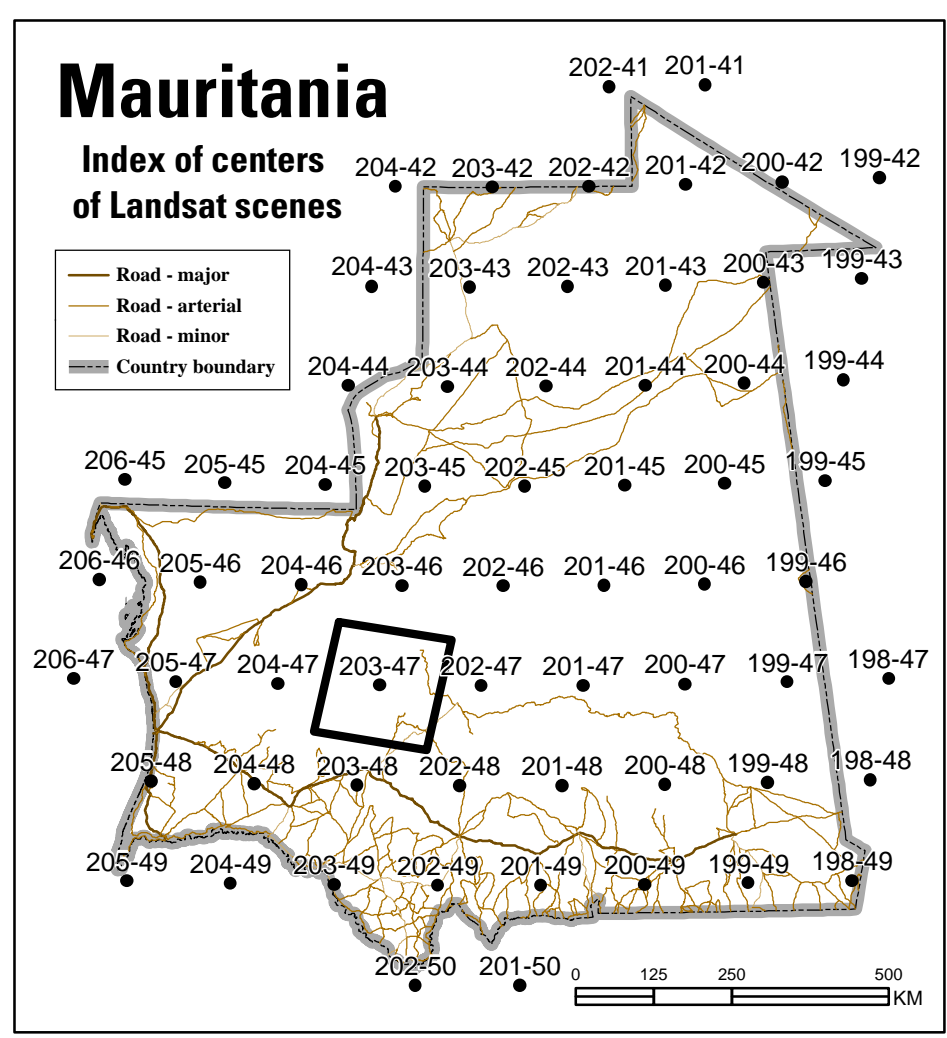 Mauritania
Index of centers
of Landsat scenes
Road - major
Road - arterial
Road - minor
Country boundary
202-41 201-41
204-42 203-42 202-42 201-42 200-42 199-42
204-43 203-43 202-43 201-43 200-43 199-43
204-44 203-44 202-44 201-44 200-44 199-44
206-45 205-45 204-45 203-45 202-45 201-45 200-45 199-45
206-46 205-46 204-46 203-46 202-46 201-46 200-46 199-46
206-47 205-47 204-47 203-47 202-47 201-47 200-47 199-47 198-47
205-48 204-48 203-48 202-48 201-48 200-48 199-48 198-48
205-49 204-49 203-49 202-49 201-49 200-49 199-49 198-49
202-50 201-50
0 125 250 500
KM